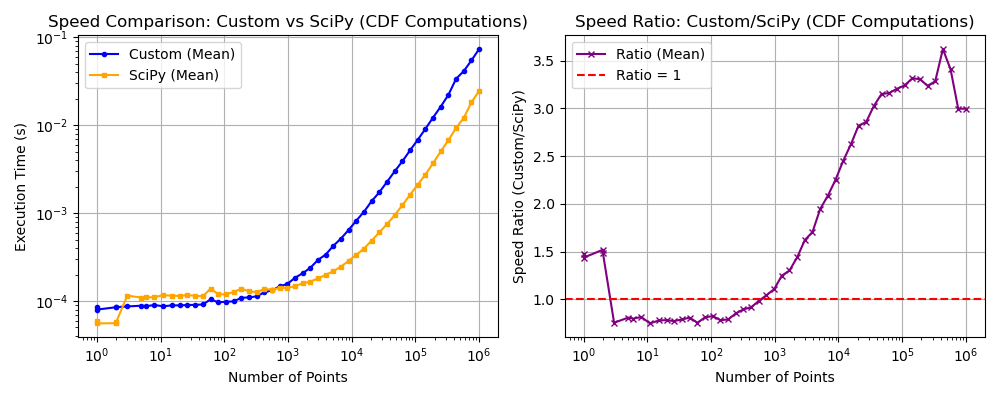 Speed Comparison: Custom vs SciPy (CDF Computations)
Execution Time (s)
10⁻¹
10⁻²
10⁻³
10⁻⁴
Custom (Mean)
SciPy (Mean)
10⁰ 10¹ 10² 10³ 10⁴ 10⁵ 10⁶
Number of Points
Speed Ratio: Custom/SciPy (CDF Computations)
Speed Ratio (Custom/SciPy)
3.5
3.0
2.5
2.0
1.5
1.0
Ratio (Mean)
Ratio = 1
10⁰ 10¹ 10² 10³ 10⁴ 10⁵ 10⁶
Number of Points